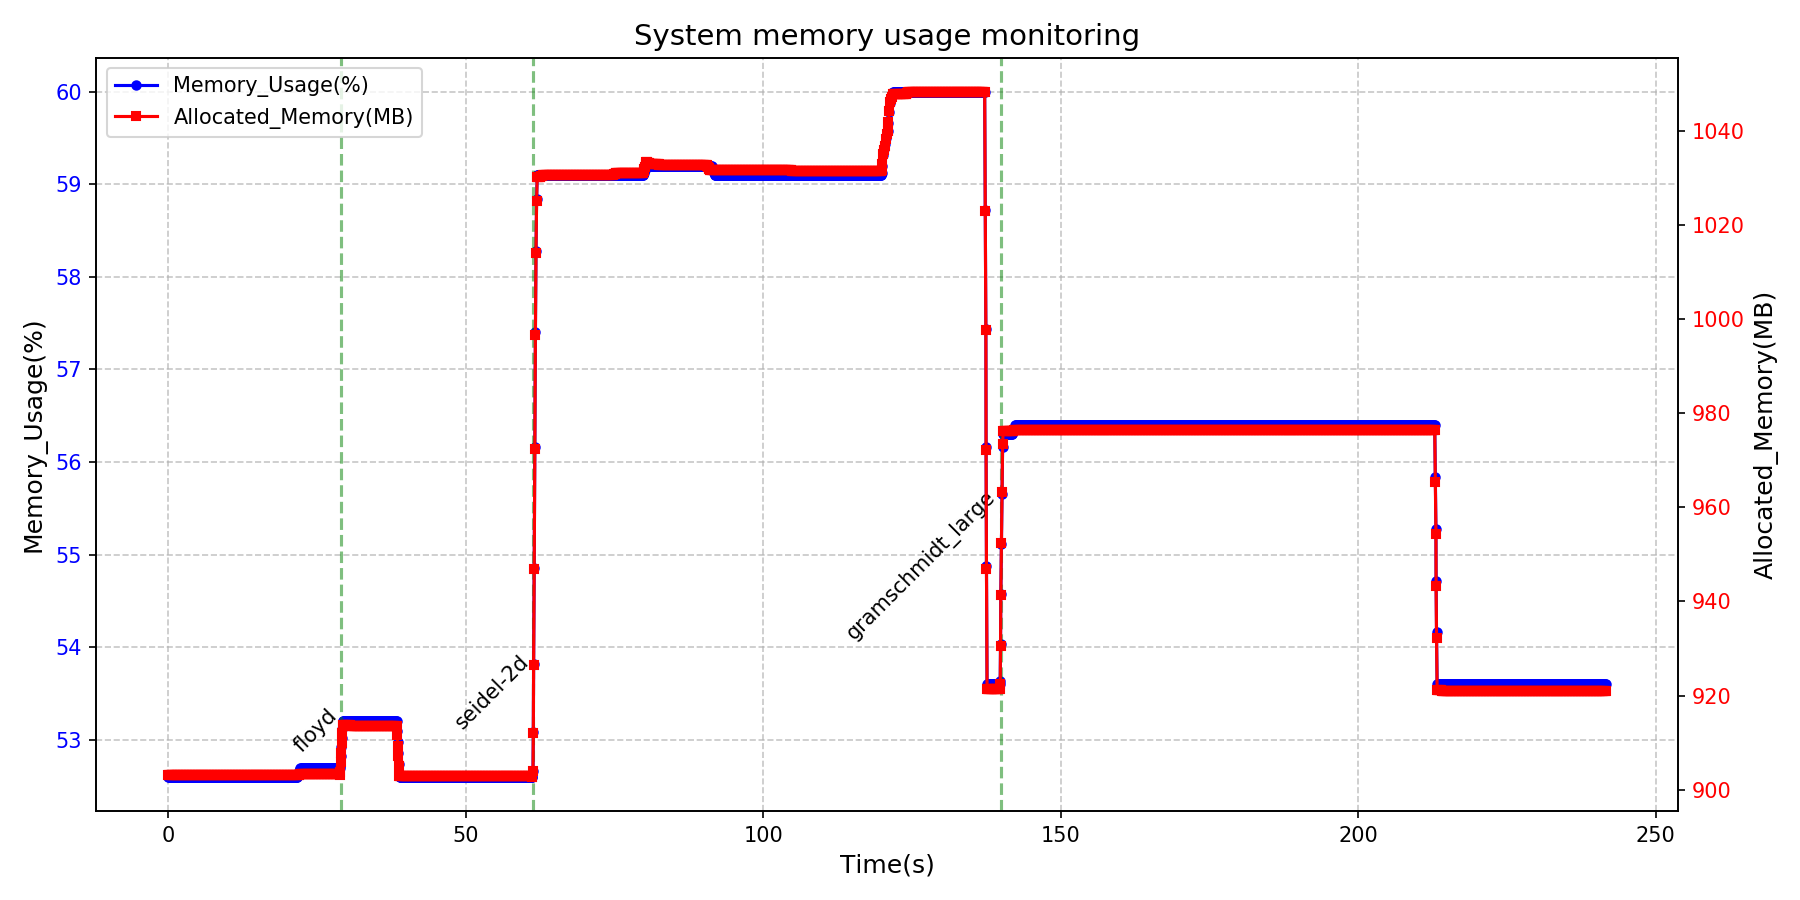 System memory usage monitoring
Memory_Usage(%)
Allocated_Memory(MB)
60
59
58
57
56
55
54
53
Memory_Usage(%)
1040
1020
1000
980
960
940
920
900
Allocated_Memory(MB)
floyd
seidel-2d
gramschmidt_large
0 50 100 150 200 250
Time(s)